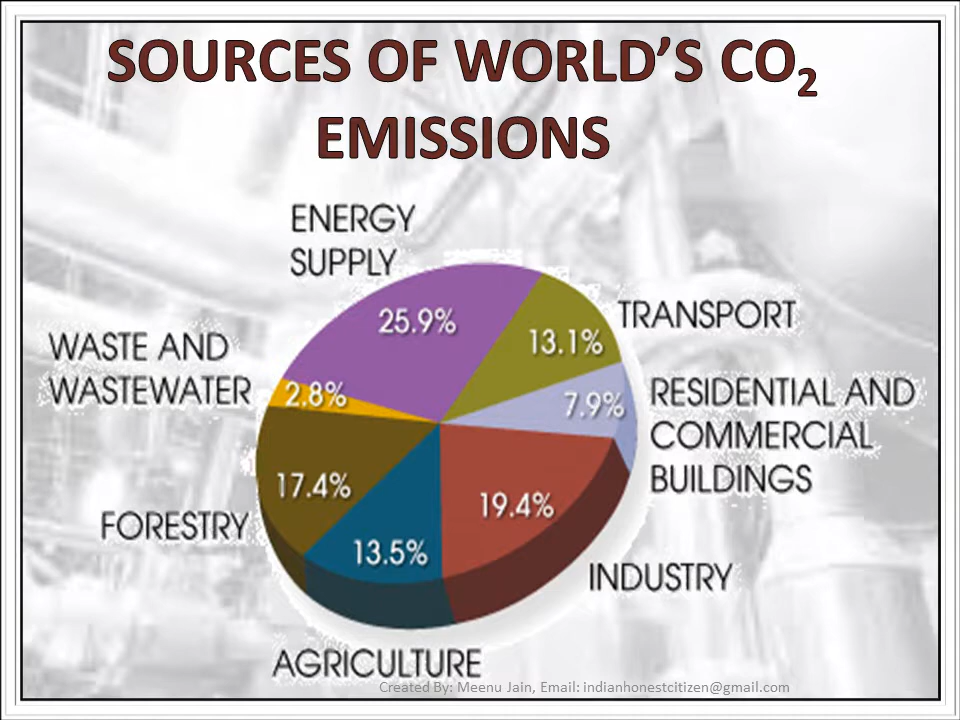 SOURCES OF WORLD’S CO₂
EMISSIONS
ENERGY
SUPPLY
25.9%
TRANSPORT
13.1%
WASTE AND
WASTEWATER
2.8%
RESIDENTIAL AND
COMMERCIAL
BUILDINGS
7.9%
17.4%
FORESTRY
19.4%
INDUSTRY
13.5%
AGRICULTURE
Created By: Meenu Jain, Email: indianhonestcitizen@gmail.com